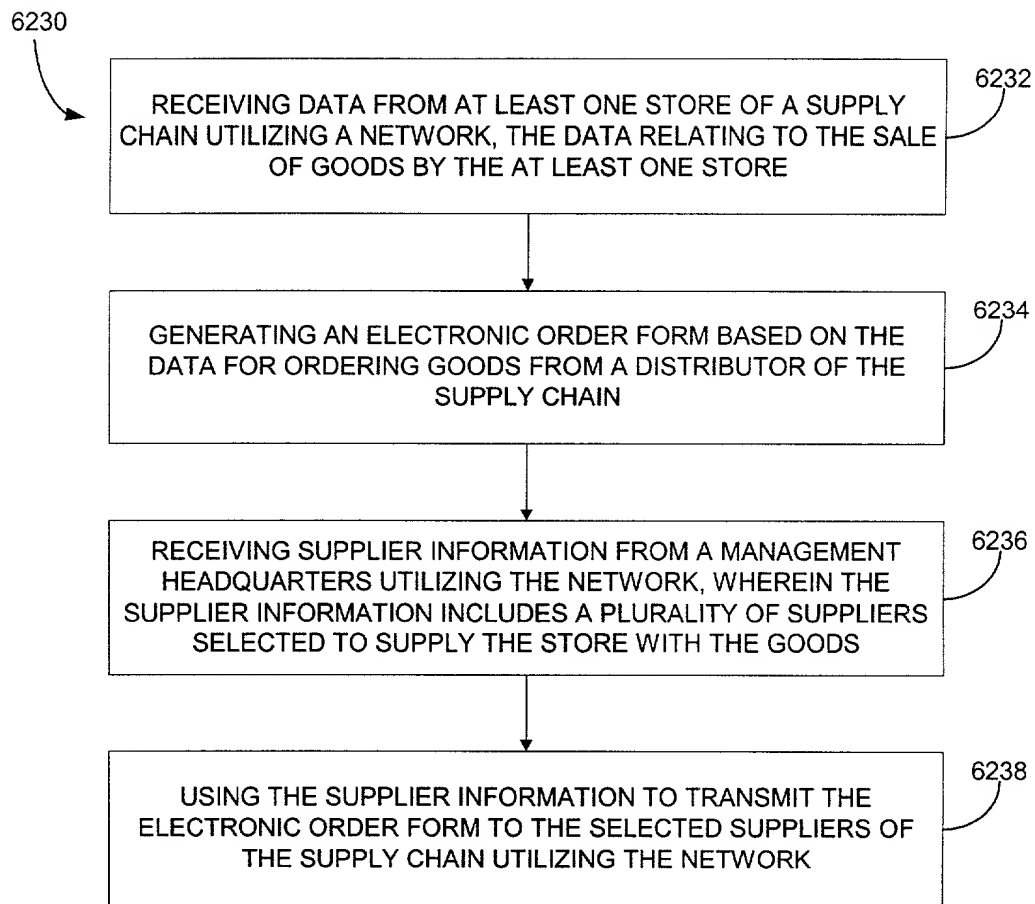 6230
6232
RECEIVING DATA FROM AT LEAST ONE STORE OF A SUPPLY
CHAIN UTILIZING A NETWORK, THE DATA RELATING TO THE SALE
OF GOODS BY THE AT LEAST ONE STORE
6234
GENERATING AN ELECTRONIC ORDER FORM BASED ON THE
DATA FOR ORDERING GOODS FROM A DISTRIBUTOR OF THE
SUPPLY CHAIN
6236
RECEIVING SUPPLIER INFORMATION FROM A MANAGEMENT
HEADQUARTERS UTILIZING THE NETWORK, WHEREIN THE
SUPPLIER INFORMATION INCLUDES A PLURALITY OF SUPPLIERS
SELECTED TO SUPPLY THE STORE WITH THE GOODS
6238
USING THE SUPPLIER INFORMATION TO TRANSMIT THE
ELECTRONIC ORDER FORM TO THE SELECTED SUPPLIERS OF
THE SUPPLY CHAIN UTILIZING THE NETWORK